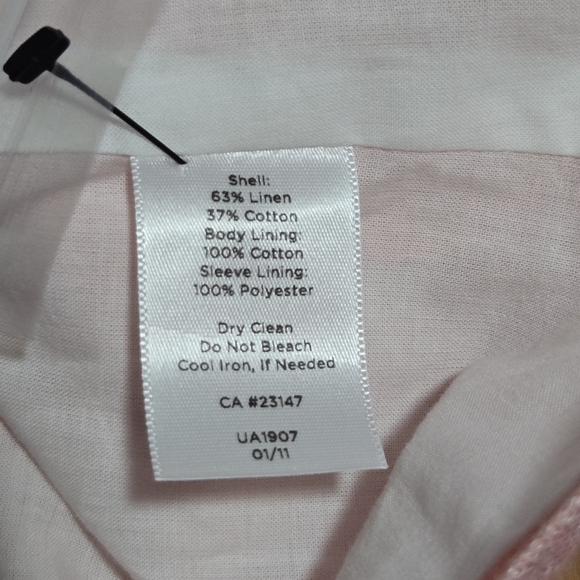 Shell:
63% Linen
37% Cotton
Body Lining:
100% Cotton
Sleeve Lining:
100% Polyester
Dry Clean
Do Not Bleach
Cool Iron, If Needed
CA #23147
UA1907
01/11